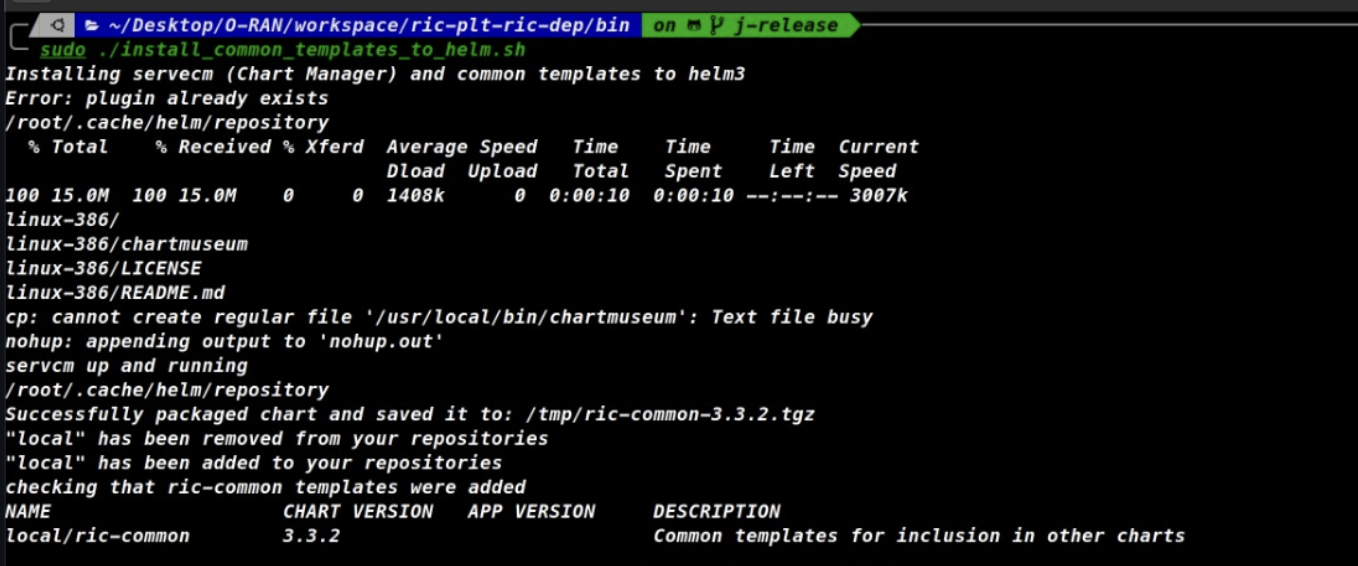 ~/Desktop/O-RAN/workspace/ric-plt-ric-dep/bin on j-release
sudo ./install_common_templates_to_helm.sh
Installing servecm (Chart Manager) and common templates to helm3
Error: plugin already exists
/root/.cache/helm/repository
% Total % Received % Xferd Average Speed Time Time Time Current
Dload Upload Total Spent Left Speed
100 15.0M 100 15.0M 0 0 1408k 0 0:00:10 0:00:10 --:--:-- 3007k
linux-386/
linux-386/chartmuseum
linux-386/LICENSE
linux-386/README.md
cp: cannot create regular file '/usr/local/bin/chartmuseum': Text file busy
nohup: appending output to 'nohup.out'
servcm up and running
/root/.cache/helm/repository
Successfully packaged chart and saved it to: /tmp/ric-common-3.3.2.tgz
"local" has been removed from your repositories
"local" has been added to your repositories
checking that ric-common templates were added
NAME CHART VERSION APP VERSION DESCRIPTION
local/ric-common 3.3.2 Common templates for inclusion in other charts